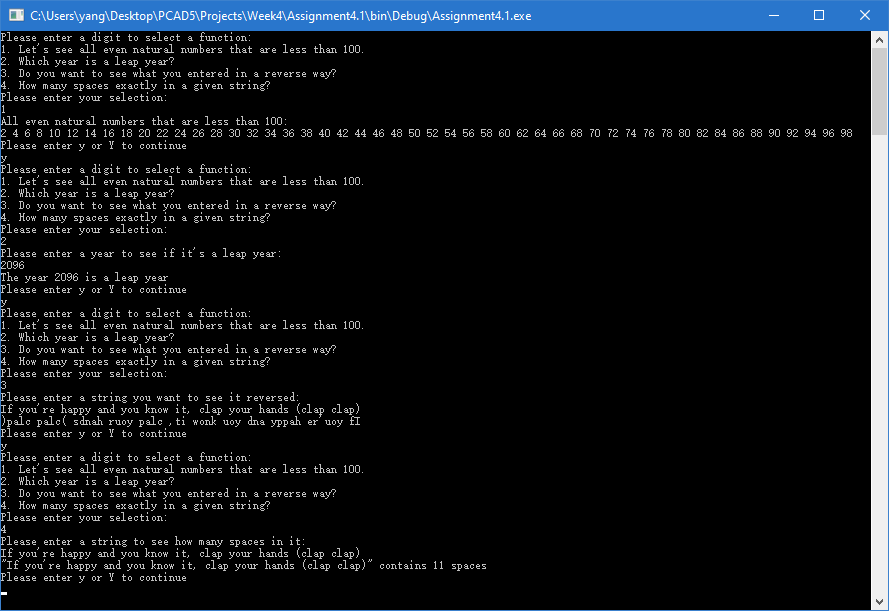 C:\Users\yang\Desktop\PCAD5\Projects\Week4\Assignment4.1\bin\Debug\Assignment4.1.exe
Please enter a digit to select a function:
1. Let's see all even natural numbers that are less than 100.
2. Which year is a leap year?
3. Do you want to see what you entered in a reverse way?
4. How many spaces exactly in a given string?
Please enter your selection:
1
All even natural numbers that are less than 100:
2 4 6 8 10 12 14 16 18 20 22 24 26 28 30 32 34 36 38 40 42 44 46 48 50 52 54 56 58 60 62 64 66 68 70 72 74 76 78 80 82 84 86 88 90 92 94 96 98
Please enter y or Y to continue
y
Please enter a digit to select a function:
1. Let's see all even natural numbers that are less than 100.
2. Which year is a leap year?
3. Do you want to see what you entered in a reverse way?
4. How many spaces exactly in a given string?
Please enter your selection:
2
Please enter a year to see if it's a leap year:
2096
The year 2096 is a leap year
Please enter y or Y to continue
y
Please enter a digit to select a function:
1. Let's see all even natural numbers that are less than 100.
2. Which year is a leap year?
3. Do you want to see what you entered in a reverse way?
4. How many spaces exactly in a given string?
Please enter your selection:
3
Please enter a string you want to see it reversed:
If you're happy and you know it, clap your hands (clap clap)
)palc palc( sdnah ruoy palc ,ti wonk uoy dna yppah er'uoy fI
Please enter y or Y to continue
y
Please enter a digit to select a function:
1. Let's see all even natural numbers that are less than 100.
2. Which year is a leap year?
3. Do you want to see what you entered in a reverse way?
4. How many spaces exactly in a given string?
Please enter your selection:
4
Please enter a string to see how many spaces in it:
If you're happy and you know it, clap your hands (clap clap)
"If you're happy and you know it, clap your hands (clap clap)" contains 11 spaces
Please enter y or Y to continue